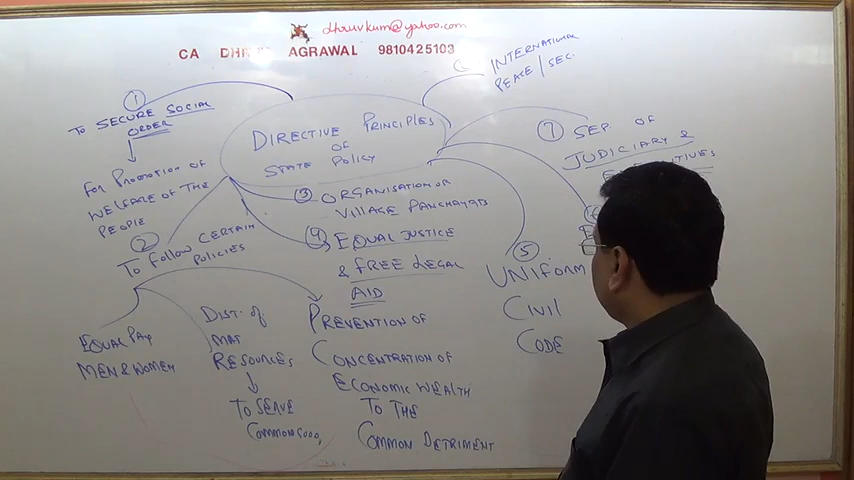 dhruvkum@yahoo.com
CA DHR AGRAWAL 9810425103
INTERNATIONAL
PEACE / SEC.
1
TO SECURE SOCIAL
ORDER
FOR PROMOTION OF
WELFARE OF THE
PEOPLE
DIRECTIVE PRINCIPLES
OF
STATE POLICY
7 SEP. OF
JUDICIARY &
2
TO FOLLOW CERTAIN
POLICIES
3 ORGANISATION OF
VILLAGE PANCHAYATS
4 EQUAL JUSTICE
& FREE LEGAL
AID
5
UNIFORM
CIVIL
CODE
EQUAL PAY
MEN & WOMEN
DIST. OF
MAT
RESOURCES
TO SERVE
COMMON GOOD,
PREVENTION OF
CONCENTRATION OF
ECONOMIC WEALTH
TO THE
COMMON DETRIMENT